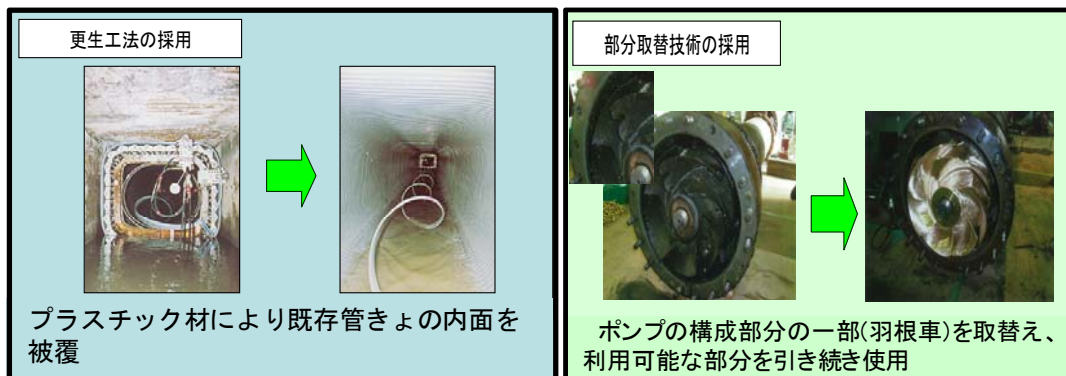 更生工法の採用
プラスチック材により既存管きょの内面を
被覆
部分取替技術の採用
ポンプの構成部分の一部(羽根車)を取替え、
利用可能な部分を引き続き使用